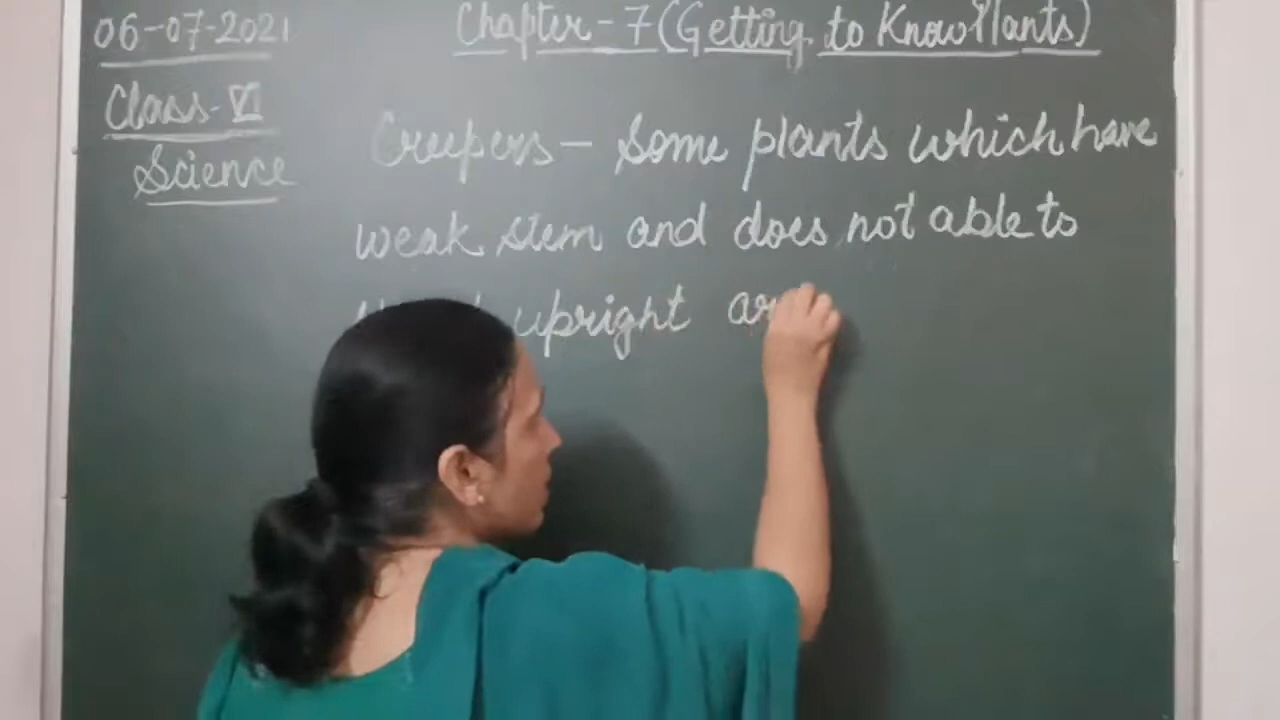 06-07-2021
Chapter-7 (Getting to Know Plants)
Class-VI
Science
Creepers - Some plants which have
weak stem and does not able to
upright